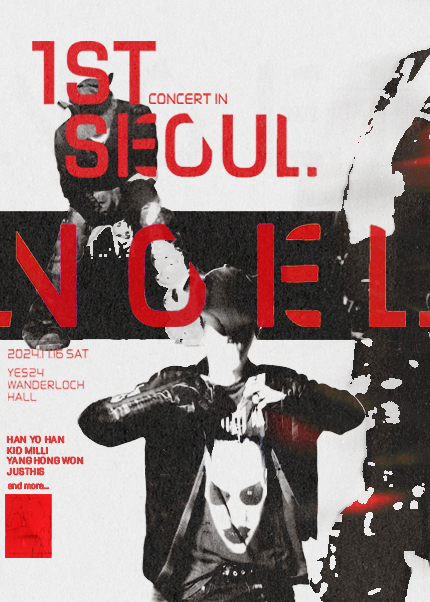 1ST
CONCERT IN
SEOUL.
NOEL.
2024.11.16 SAT
YES24
WANDERLOCH
HALL
HAN YO HAN
KID MILLI
YANG HONG WON
JUSTHIS
and more...